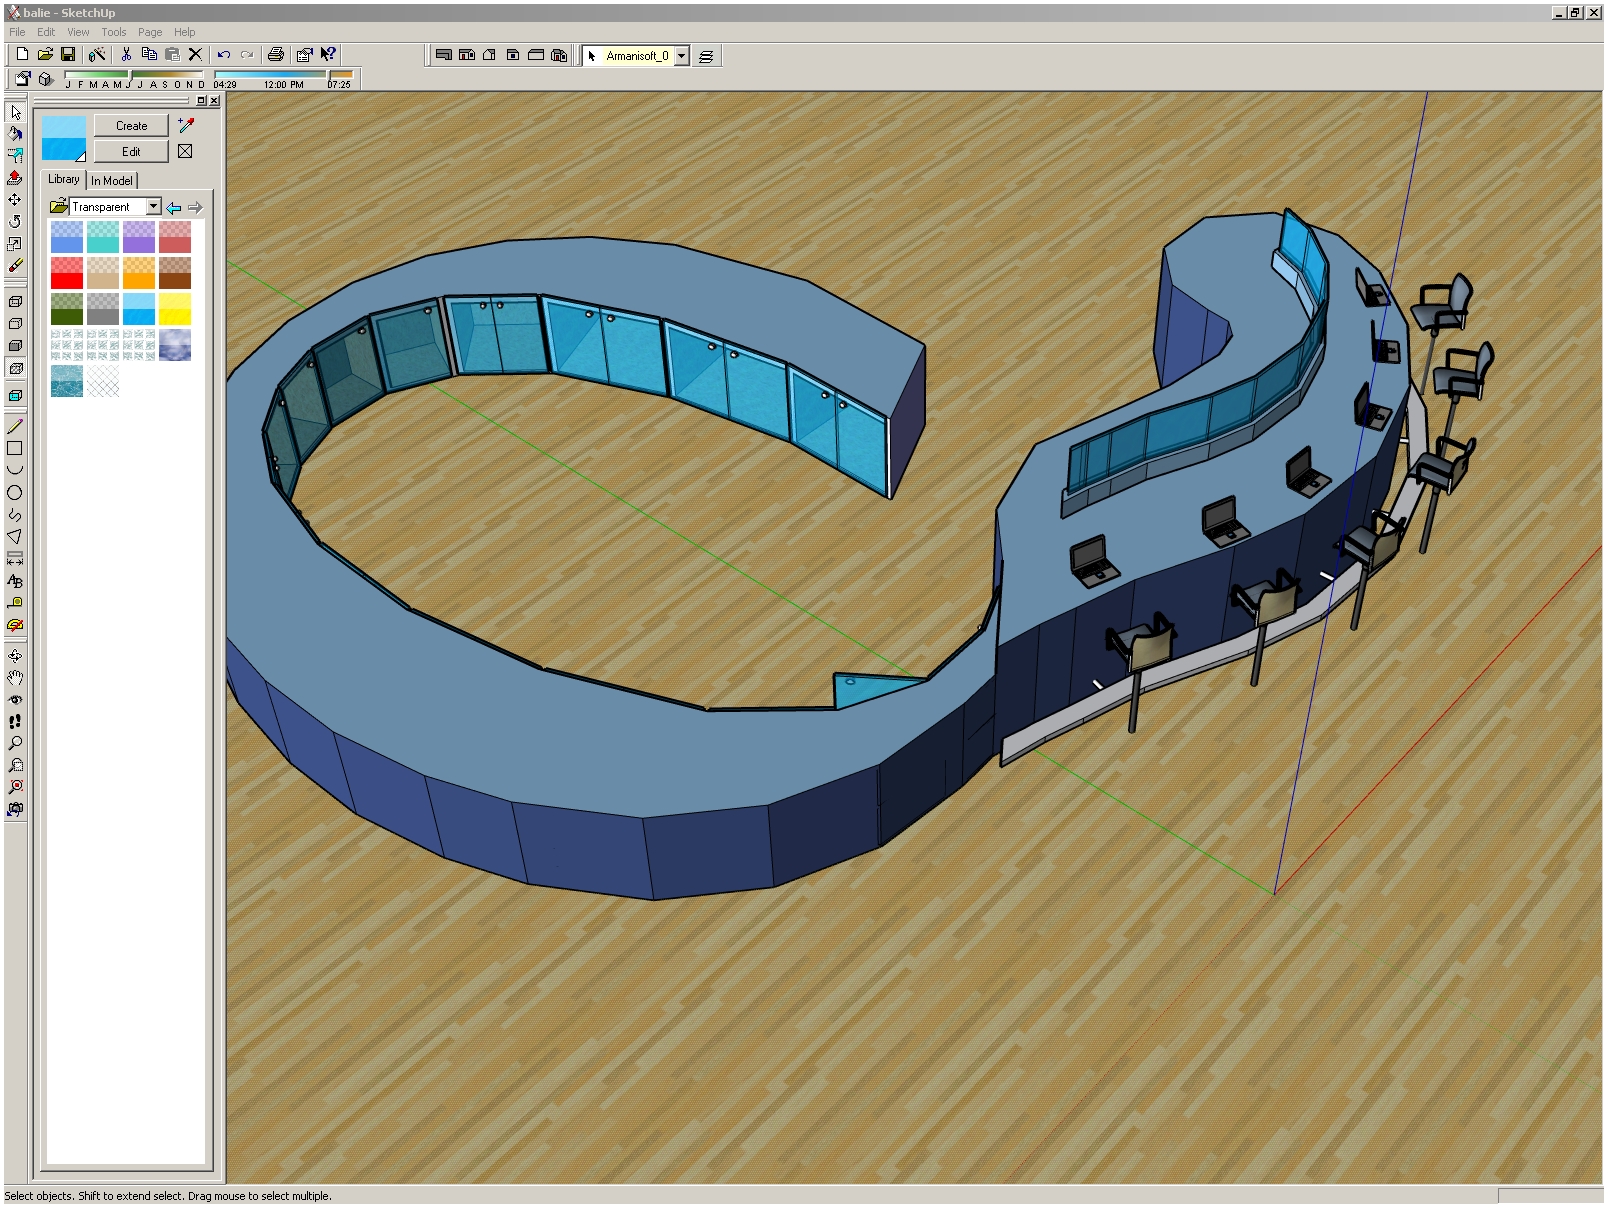 balie - SketchUp
File Edit View Tools Page Help
Armanisoft_0
J F M A M J J A S O N D 04:29 12:00 PM 07:25
Create
Edit
Library In Model
Transparent
Select objects. Shift to extend select. Drag mouse to select multiple.